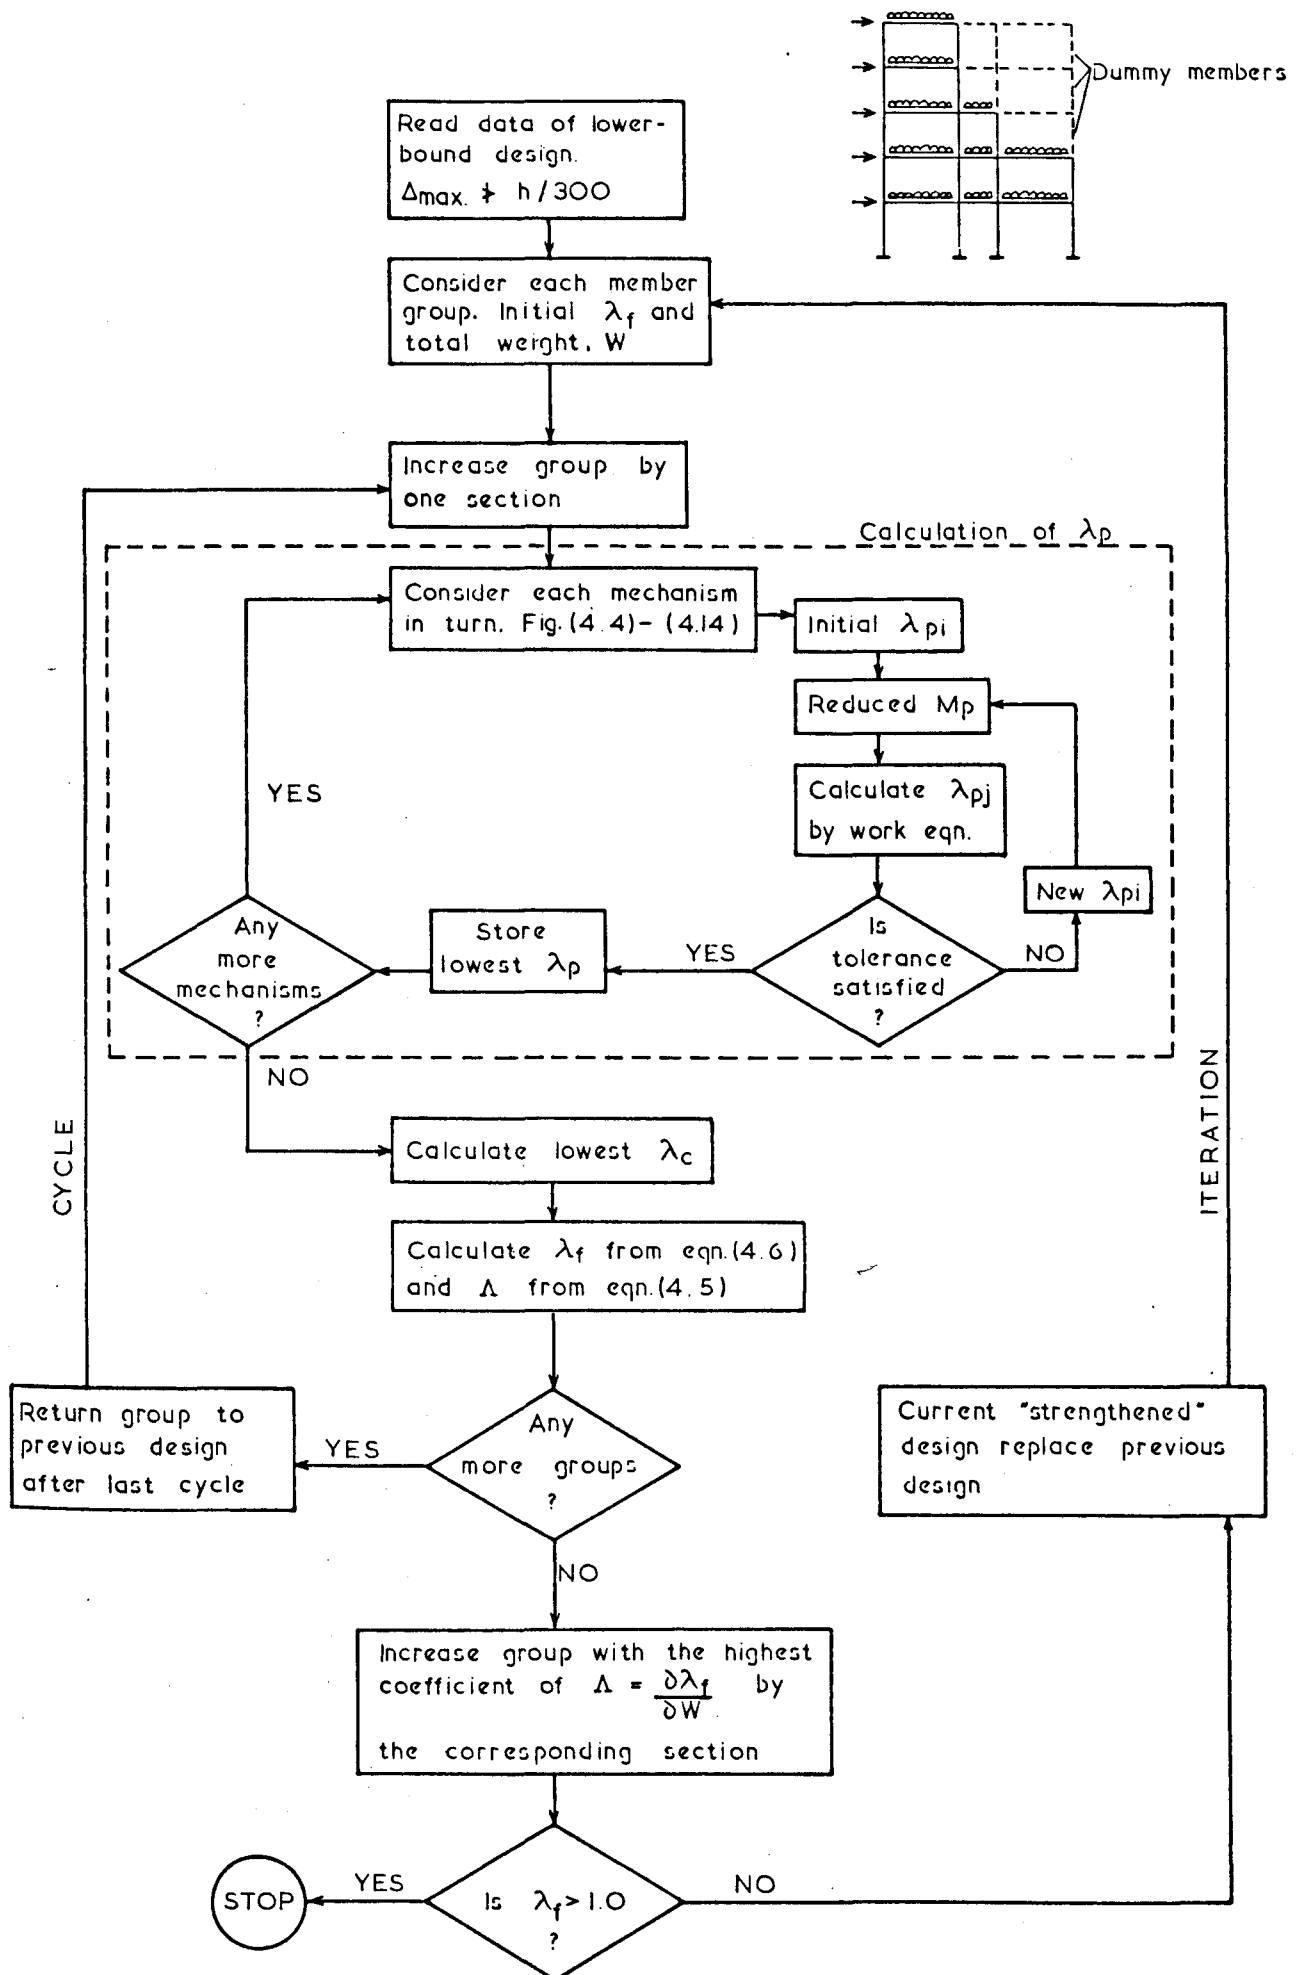 Dummy members
Read data of lower-
bound design.
Δmax. ≯ h/300
Consider each member
group. Initial λf and
total weight, W
Increase group by
one section
Calculation of λp
Consider each mechanism
in turn. Fig.(4.4)-(4.14)
Initial λpi
Reduced Mp
Calculate λpj
by work eqn.
New λpi
Is
tolerance
satisfied
?
NO
YES
Store
lowest λp
Any
more
mechanisms
?
YES
NO
Calculate lowest λc
Calculate λf from eqn.(4.6)
and Λ from eqn.(4.5)
Any
more groups
?
YES
Return group to
previous design
after last cycle
CYCLE
NO
Increase group with the highest
coefficient of Λ = ∂λf/∂W by
the corresponding section
Is λf > 1.0
?
YES
STOP
NO
Current "strengthened"
design replace previous
design
ITERATION